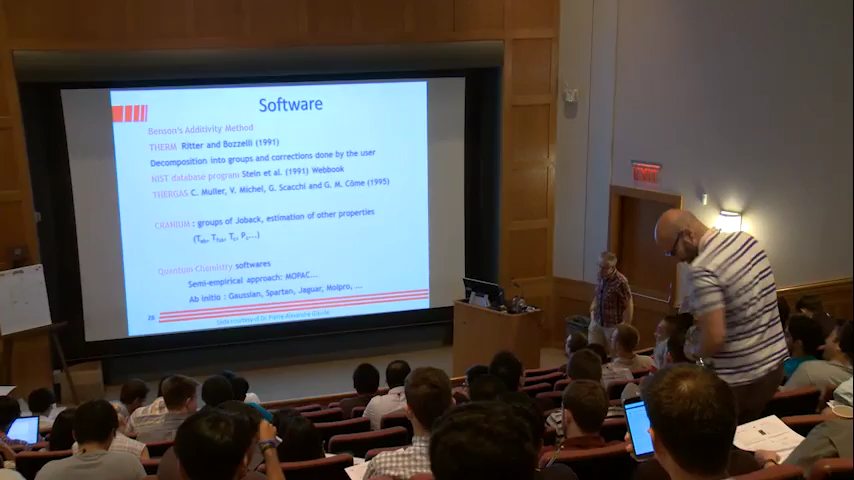 Software
Benson's Additivity Method
THERM Ritter and Bozzelli (1991)
Decomposition into groups and corrections done by the user
NIST database program Stein et al. (1991) Webbook
THERGAS C. Muller, V. Michel, G. Scacchi and G. M. Côme (1995)
CRANIUM : groups of Joback, estimation of other properties
Quantum Chemistry softwares
Semi-empirical approach: MOPAC...
Ab initio : Gaussian, Spartan, Jaguar, Molpro, ...